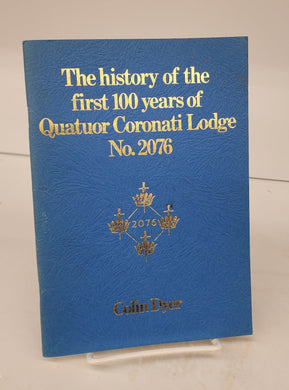 The history of the
first 100 years of
Quatuor Coronati Lodge
No. 2076
2076
Colin Dyer